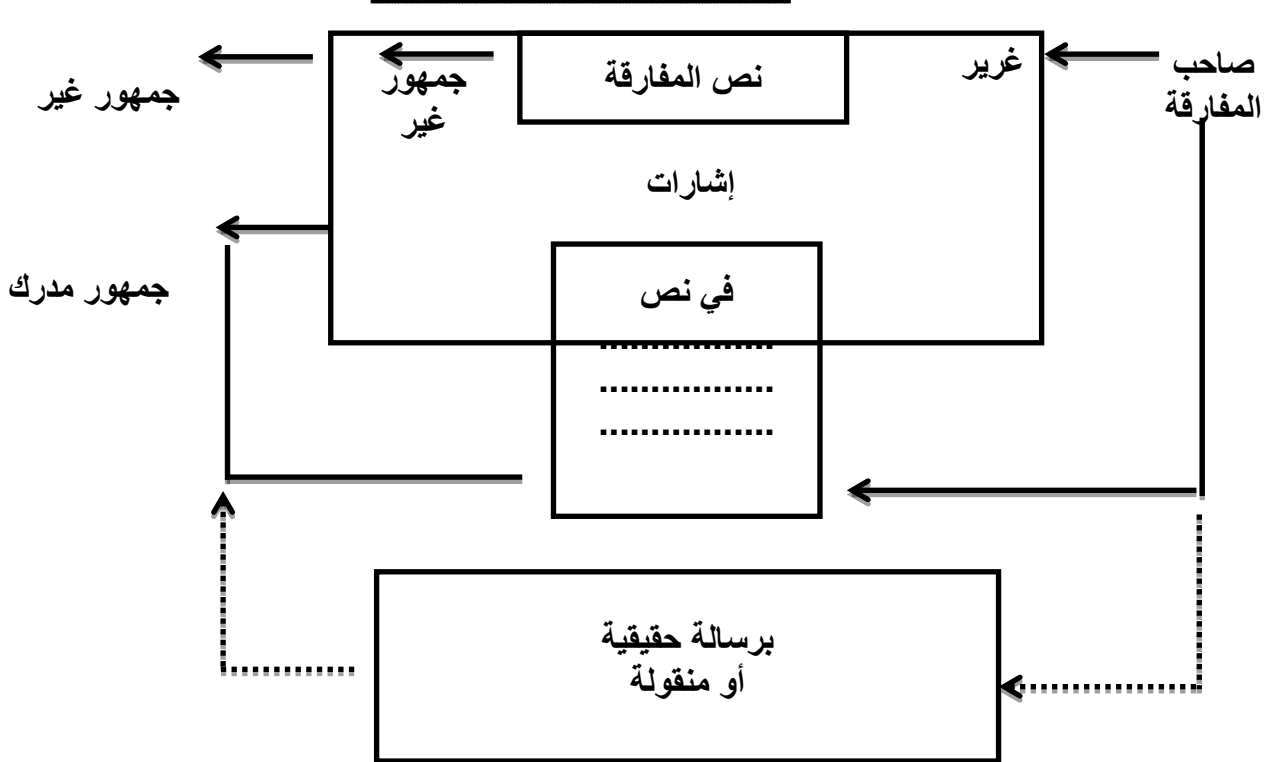 صاحب
المفارقة
غرير
نص المفارقة
جمهور
غير
جمهور غير
إشارات
في نص
.................
.................
.................
جمهور مدرك
برسالة حقيقية
أو منقولة